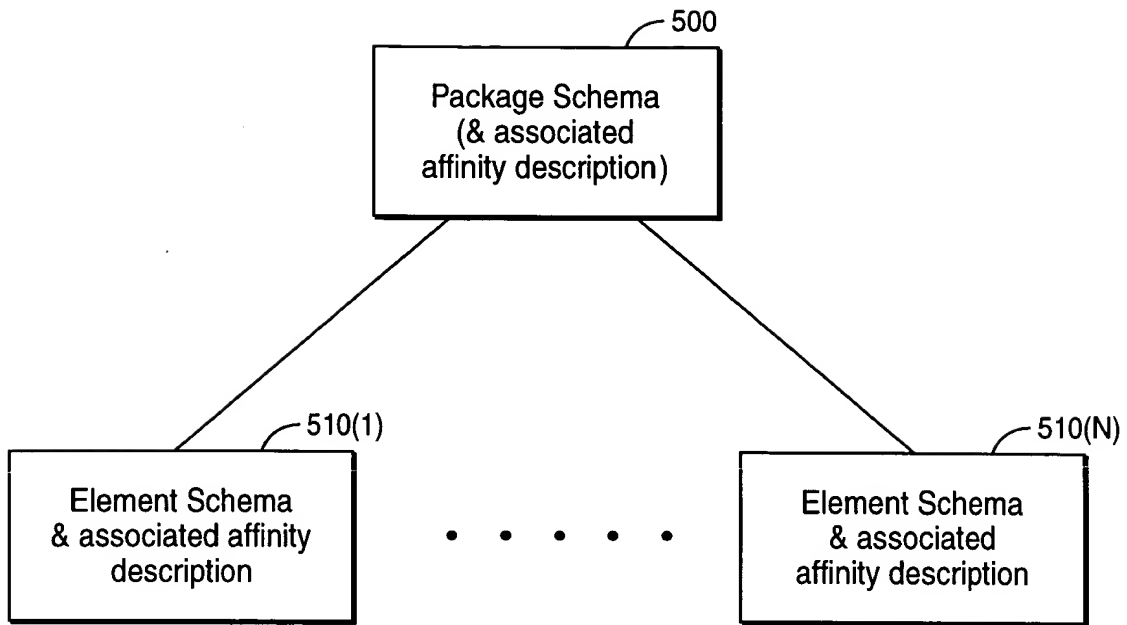 500
Package Schema
(& associated
affinity description)
510(1)
Element Schema
& associated affinity
description
510(N)
Element Schema
& associated
affinity description